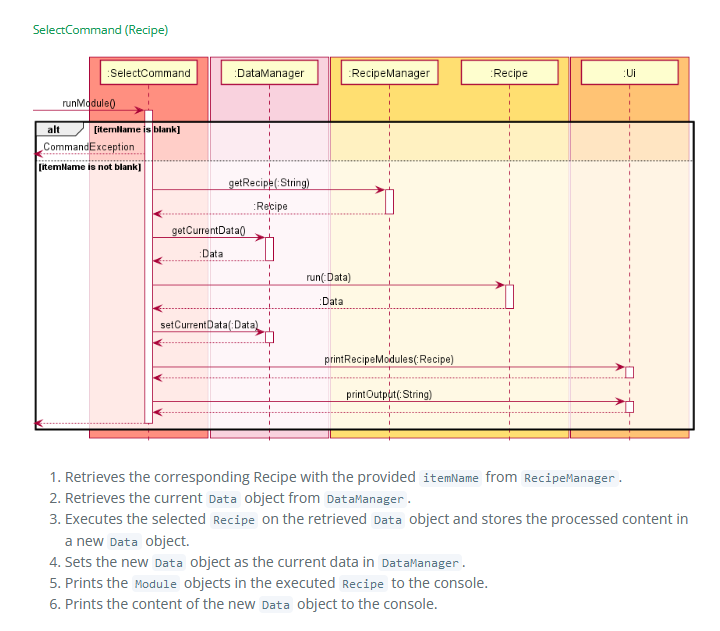 SelectCommand (Recipe)
:SelectCommand :DataManager :RecipeManager :Recipe :Ui
runModule()
alt [itemName is blank]
CommandException
[itemName is not blank]
getRecipe(:String)
:Recipe
getCurrentData()
:Data
run(:Data)
:Data
setCurrentData(:Data)
printRecipeModules(:Recipe)
printOutput(:String)
1. Retrieves the corresponding Recipe with the provided itemName from RecipeManager.
2. Retrieves the current Data object from DataManager.
3. Executes the selected Recipe on the retrieved Data object and stores the processed content in
a new Data object.
4. Sets the new Data object as the current data in DataManager.
5. Prints the Module objects in the executed Recipe to the console.
6. Prints the content of the new Data object to the console.